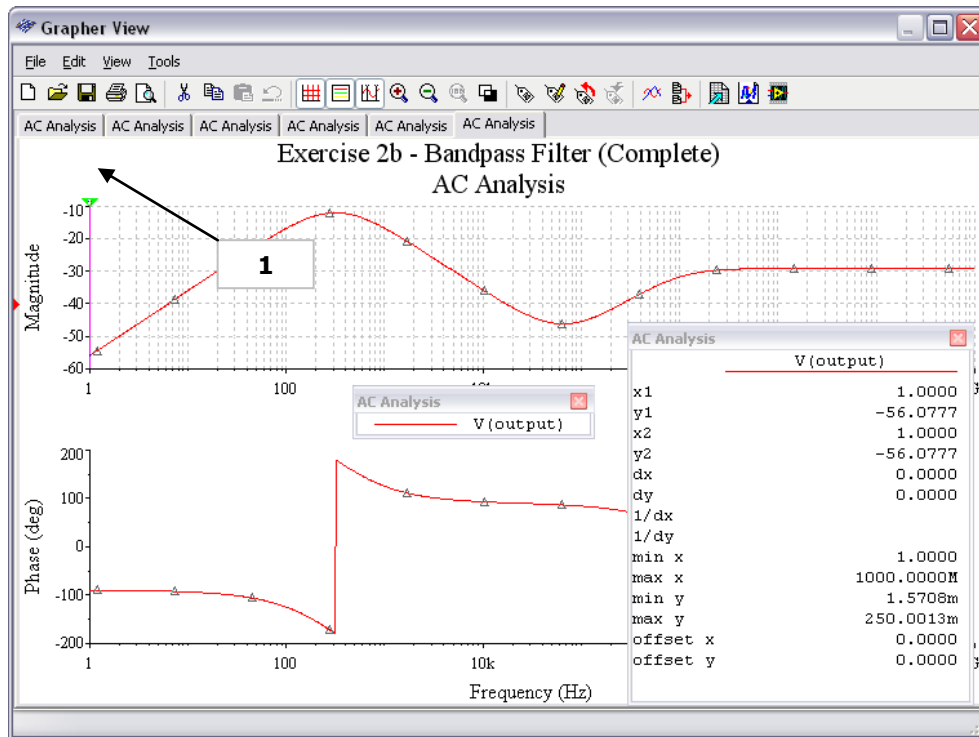 Grapher View
File Edit View Tools
AC Analysis AC Analysis AC Analysis AC Analysis AC Analysis AC Analysis
Exercise 2b - Bandpass Filter (Complete)
AC Analysis
Magnitude
-10
-20
-30
-40
-50
-60
1
1 100
AC Analysis
V(output)
Phase (deg)
200
100
0
-100
-200
1 100 10k
Frequency (Hz)
AC Analysis
V(output)
x1 1.0000
y1 -56.0777
x2 1.0000
y2 -56.0777
dx 0.0000
dy 0.0000
1/dx
1/dy
min x 1.0000
max x 1000.0000M
min y 1.5708m
max y 250.0013m
offset x 0.0000
offset y 0.0000